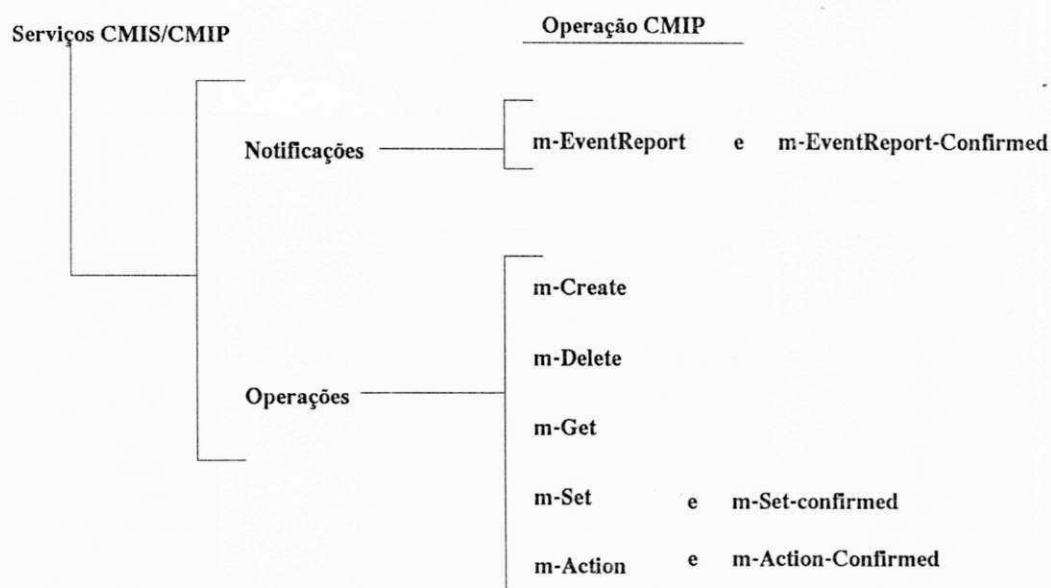 Serviços CMIS/CMIP
Operação CMIP
Notificações
m-EventReport e m-EventReport-Confirmed
m-Create
m-Delete
Operações
m-Get
m-Set e m-Set-confirmed
m-Action e m-Action-Confirmed